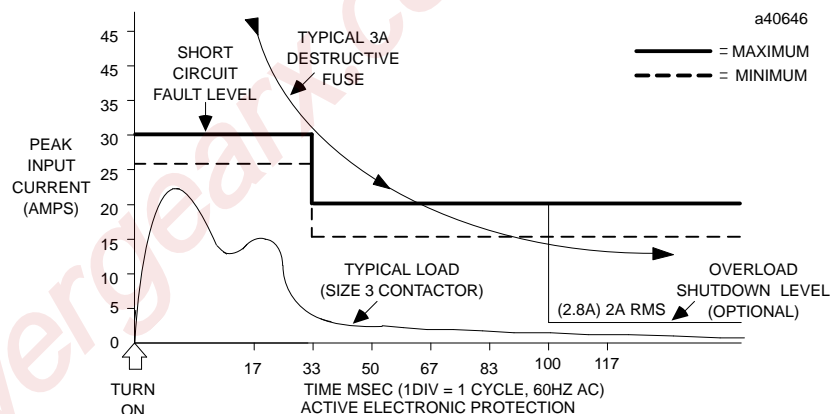 a40646
= MAXIMUM
= MINIMUM
SHORT
CIRCUIT
FAULT LEVEL
TYPICAL 3A
DESTRUCTIVE
FUSE
PEAK
INPUT
CURRENT
(AMPS)
45
45
35
35
30
25
20
15
10
5
0
TYPICAL LOAD
(SIZE 3 CONTACTOR)
(2.8A) 2A RMS
OVERLOAD
SHUTDOWN LEVEL
(OPTIONAL)
17 33 50 67 83 100 117
TURN
ON
TIME MSEC (1DIV = 1 CYCLE, 60HZ AC)
ACTIVE ELECTRONIC PROTECTION
vergearx.co